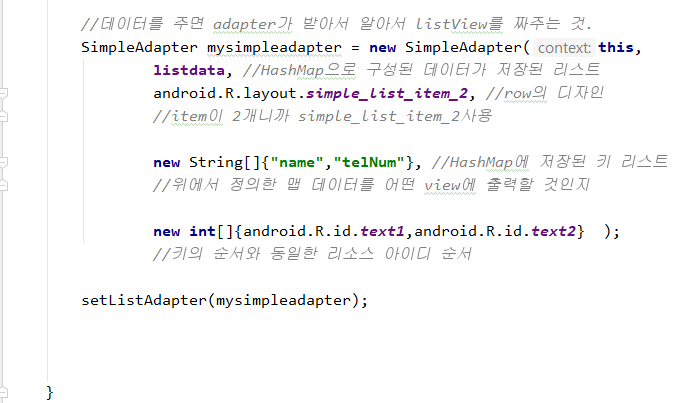 //데이터를 주면 adapter가 받아서 알아서 listView를 짜주는 것.
SimpleAdapter mysimpleadapter = new SimpleAdapter( context: this,
listdata, //HashMap으로 구성된 데이터가 저장된 리스트
android.R.layout.simple_list_item_2, //row의 디자인
//item이 2개니까 simple_list_item_2사용
new String[]{"name","telNum"}, //HashMap에 저장된 키 리스트
//위에서 정의한 맵 데이터를 어떤 view에 출력할 것인지
new int[]{android.R.id.text1,android.R.id.text2}  );
//키의 순서와 동일한 리소스 아이디 순서
setListAdapter(mysimpleadapter);
}